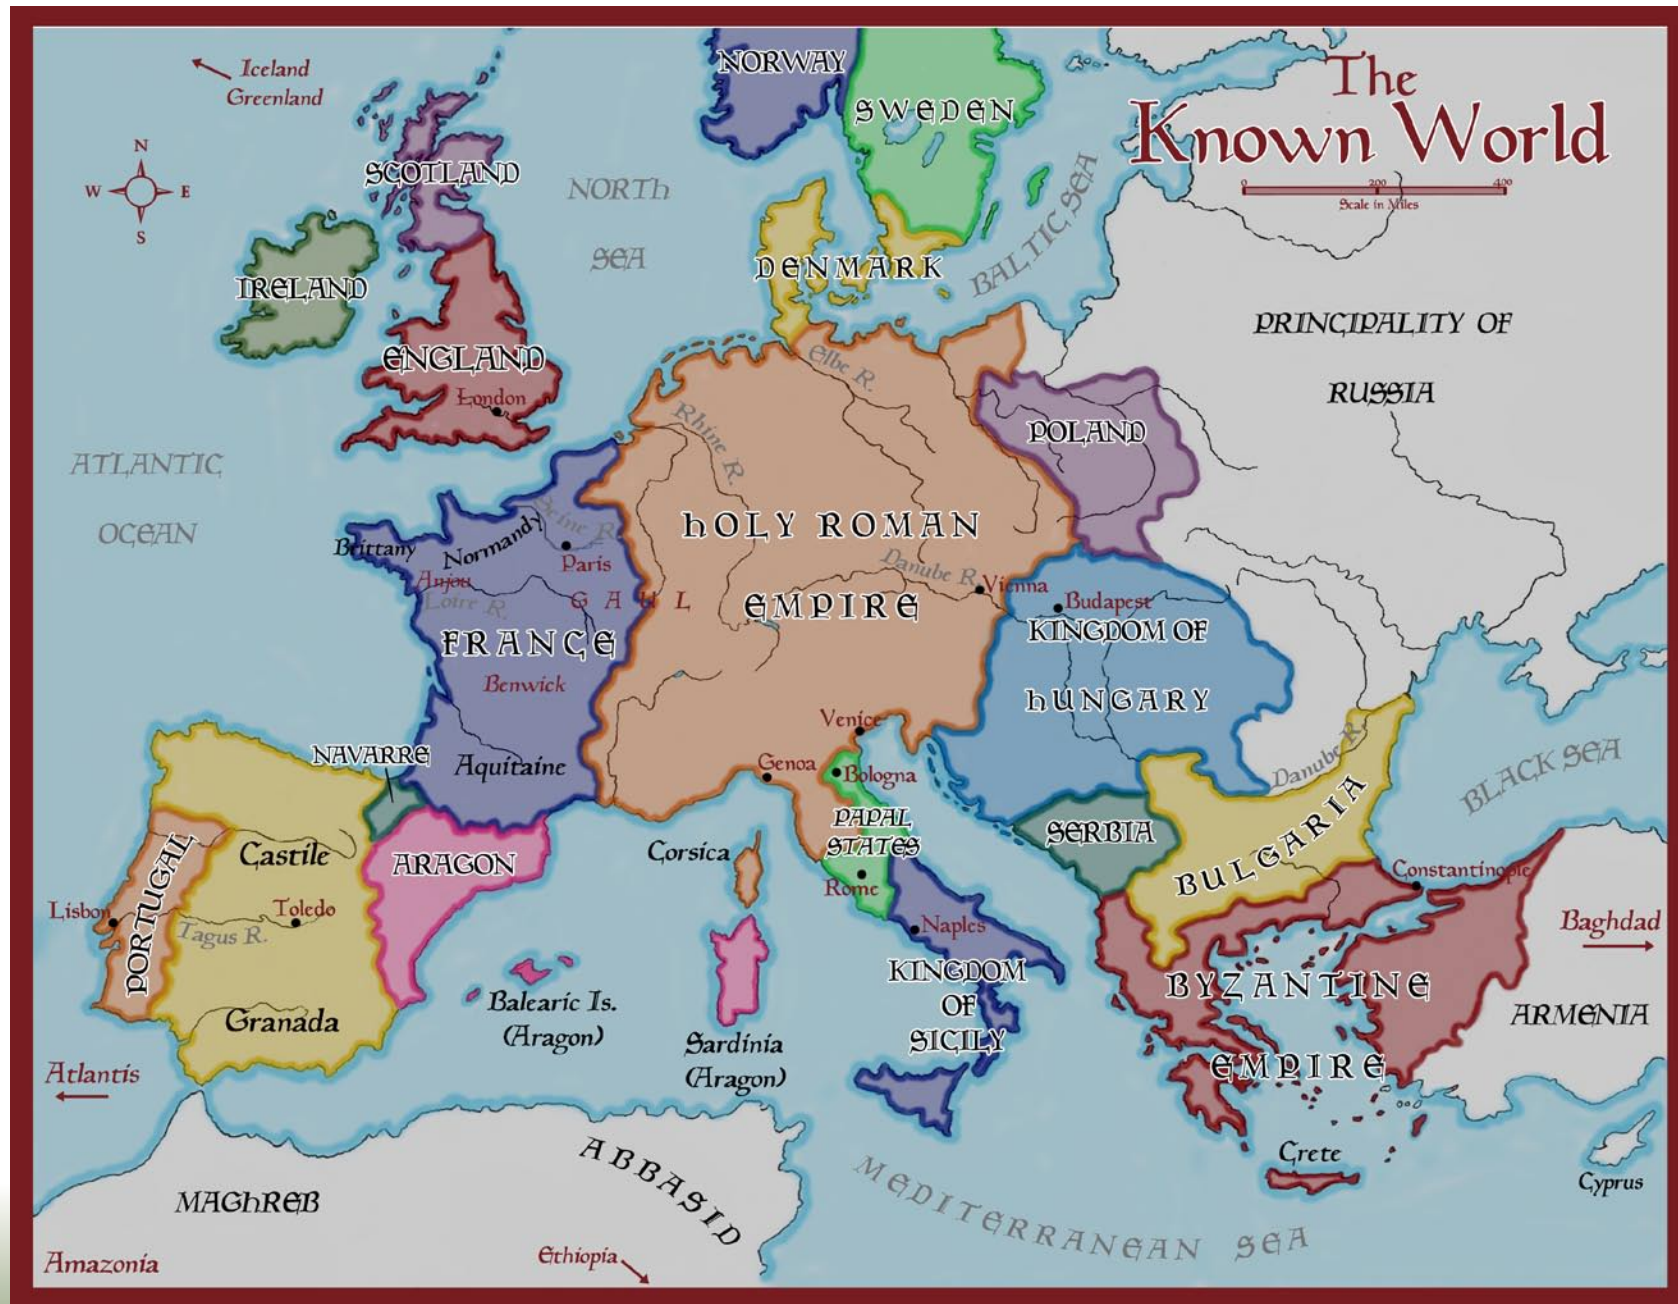 The
Known World
0 200 400
Scale in Miles
Iceland
Greenland
N
W E
S
NORWAY
SWEDEN
SCOTLAND
NORTH
SEA
BALTIC SEA
IRELAND
DENMARK
ENGLAND
London
PRINCIPALITY OF
RUSSIA
Elbe R.
Rhine R.
POLAND
ATLANTIC
OCEAN
HOLY ROMAN
EMPIRE
Brittany
Normandy
Seine R.
Paris
Anjou
Loire R.
GAUL
FRANCE
Benwick
Aquitaine
Danube R.
Vienna
Budapest
KINGDOM OF
HUNGARY
NAVARRE
Venice
Genoa
Bologna
PAPAL
STATES
Rome
Corsica
SERBIA
BULGARIA
Danube R.
BLACK SEA
Castile
ARAGON
PORTUGAL
Lisbon
Toledo
Tagus R.
Granada
Naples
KINGDOM
OF
SICILY
Constantinople
Baghdad
BYZANTINE
EMPIRE
ARMENIA
Balearic Is.
(Aragon)
Sardinia
(Aragon)
Atlantis
Crete
Cyprus
MAGHREB
ABBASID
MEDITERRANEAN SEA
Amazonia
Ethiopia